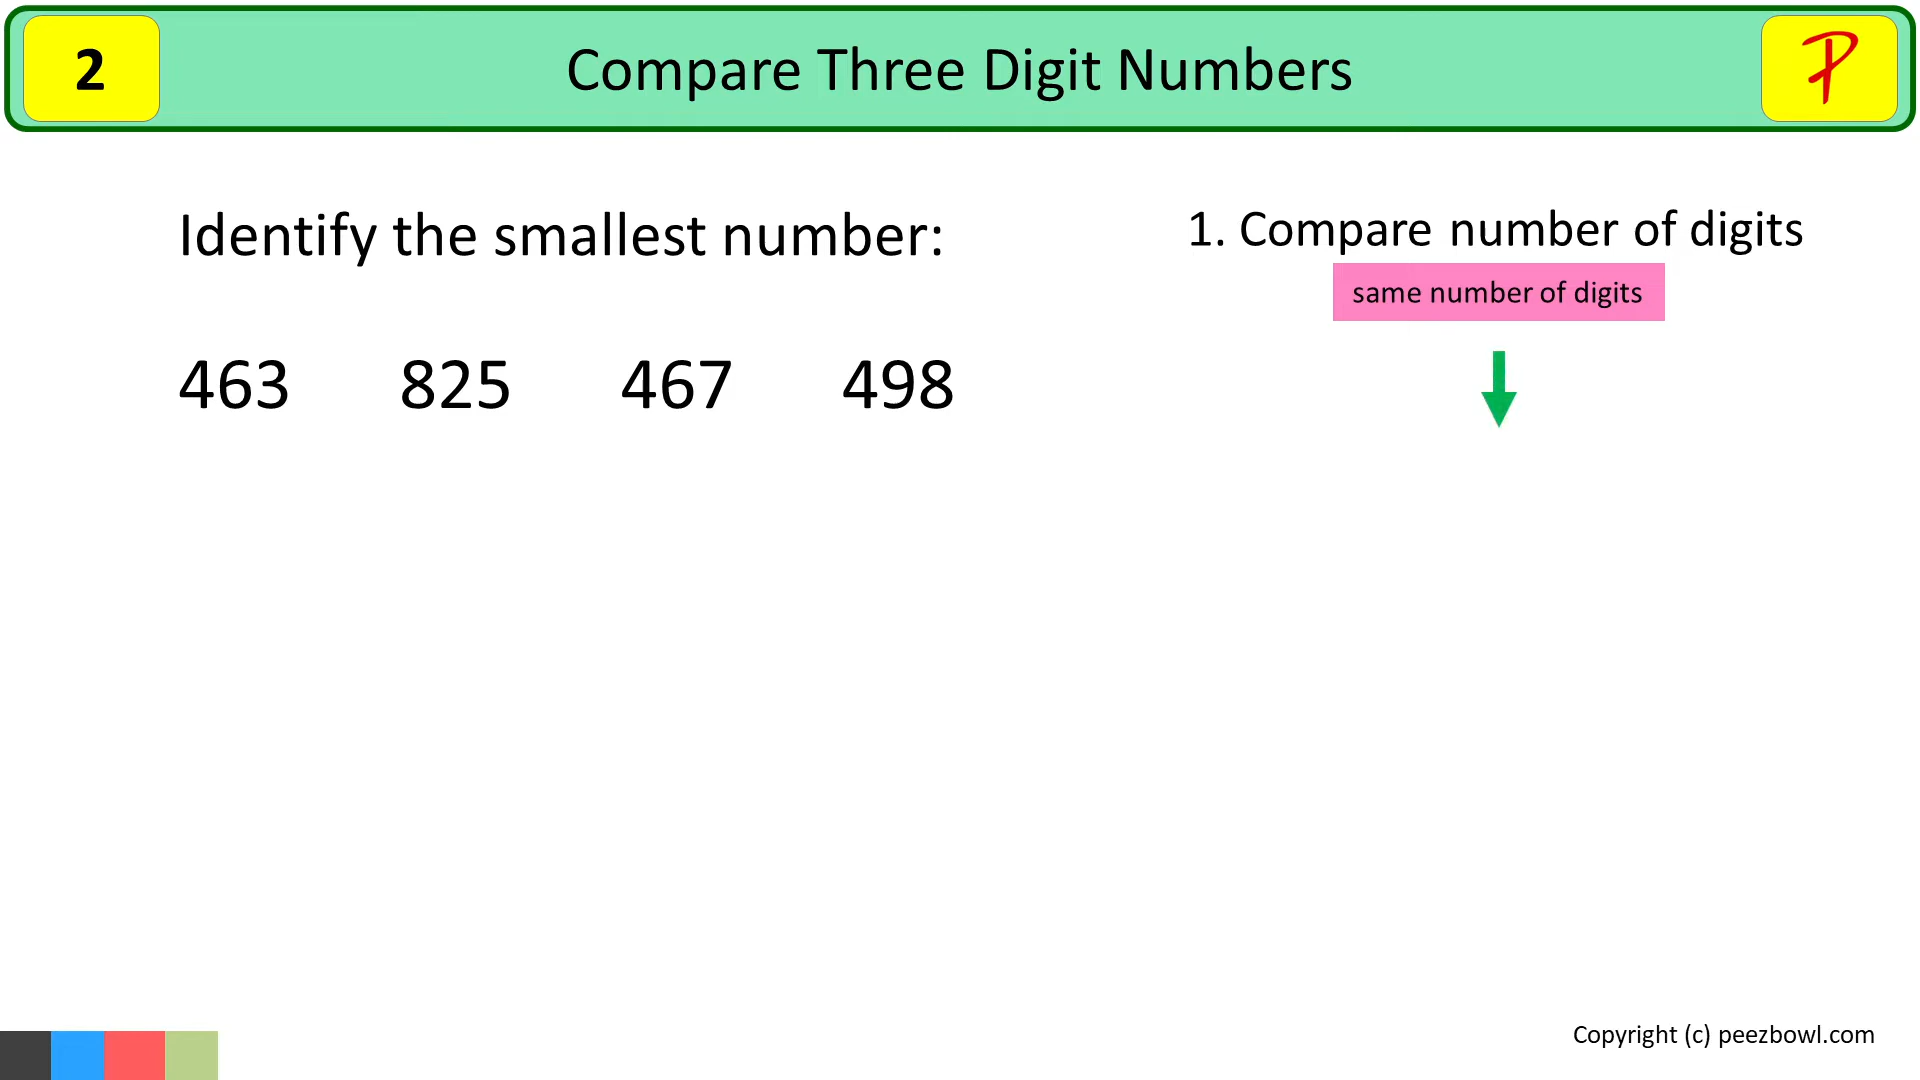 2
Compare Three Digit Numbers
P
Identify the smallest number:
463 825 467 498
1. Compare number of digits
same number of digits
Copyright (c) peezbowl.com